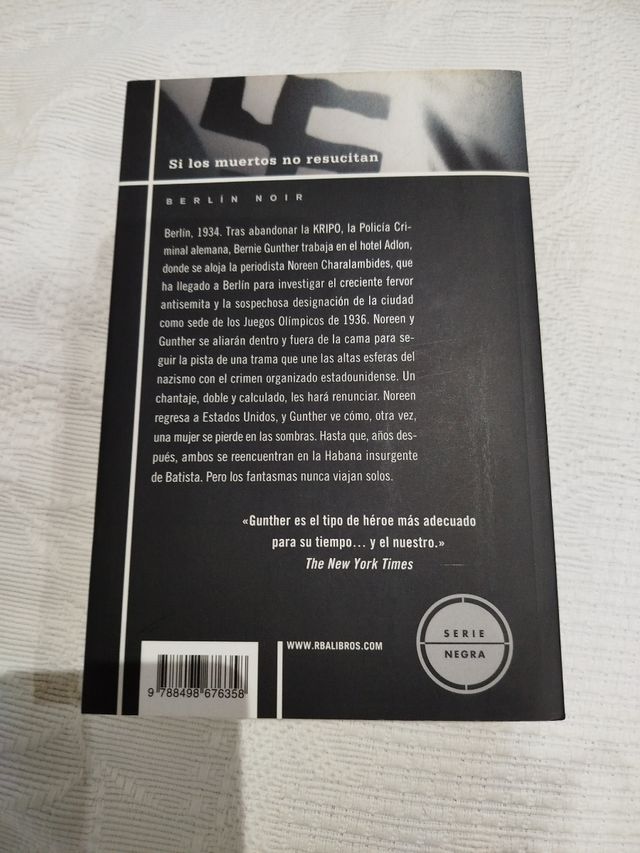 Si los muertos no resucitan
BERLÍN NOIR
Berlín, 1934. Tras abandonar la KRIPO, la Policía Cri-
minal alemana, Bernie Gunther trabaja en el hotel Adlon,
donde se aloja la periodista Noreen Charalambides, que
ha llegado a Berlín para investigar el creciente fervor
antisemita y la sospechosa designación de la ciudad
como sede de los Juegos Olímpicos de 1936. Noreen y
Gunther se aliarán dentro y fuera de la cama para se-
guir la pista de una trama que une las altas esferas del
nazismo con el crimen organizado estadounidense. Un
chantaje, doble y calculado, les hará renunciar. Noreen
regresa a Estados Unidos, y Gunther ve cómo, otra vez,
una mujer se pierde en las sombras. Hasta que, años des-
pués, ambos se reencuentran en la Habana insurgente
de Batista. Pero los fantasmas nunca viajan solos.
«Gunther es el tipo de héroe más adecuado
para su tiempo... y el nuestro.»
The New York Times
SERIE
NEGRA
WWW.RBALIBROS.COM
9 788498 676358